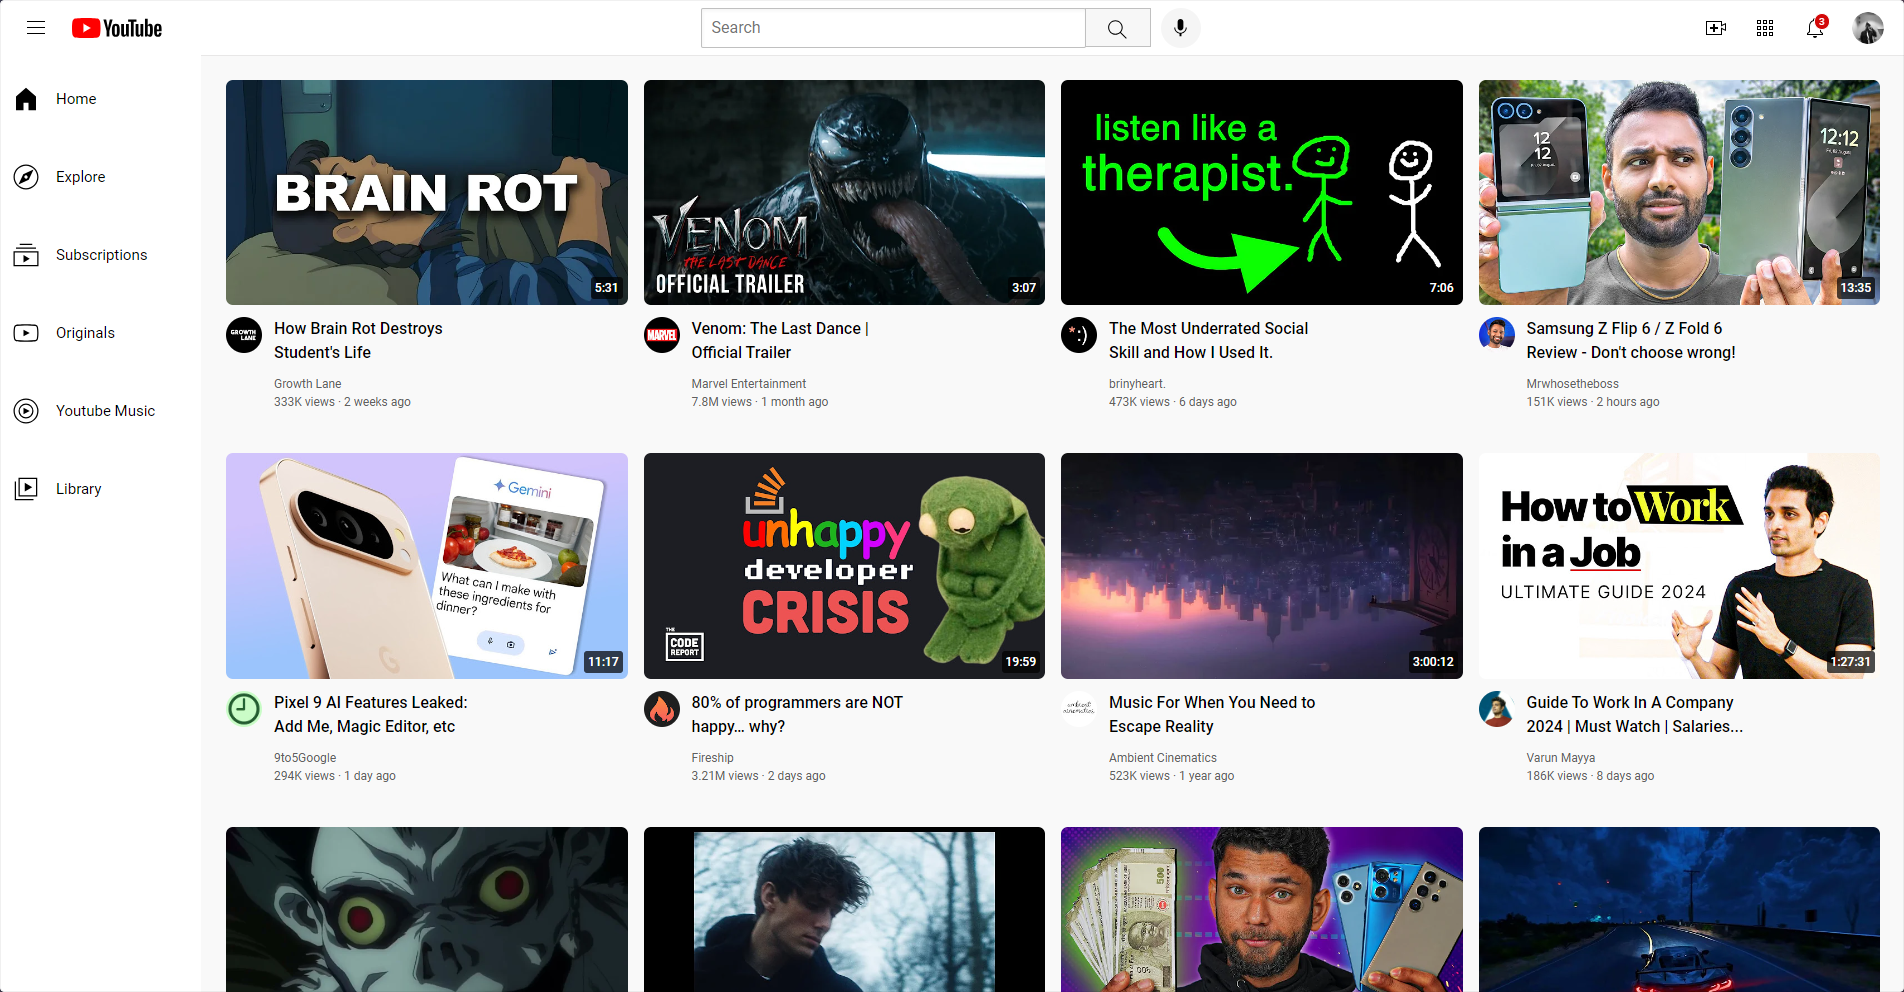 YouTube
Search
3
Home
Explore
Subscriptions
Originals
Youtube Music
Library
BRAIN ROT
5:31
VENOM
THE LAST DANCE
OFFICIAL TRAILER
3:07
listen like a
therapist.
7:06
12
12
12:12
13:35
GROWTH
LANE
How Brain Rot Destroys
Student's Life
Growth Lane
333K views · 2 weeks ago
MARVEL
Venom: The Last Dance |
Official Trailer
Marvel Entertainment
7.8M views · 1 month ago
*:)
The Most Underrated Social
Skill and How I Used It.
brinyheart.
473K views · 6 days ago
Samsung Z Flip 6 / Z Fold 6
Review - Don't choose wrong!
Mrwhosetheboss
151K views · 2 hours ago
Gemini
What can I make with
these ingredients for
dinner?
11:17
unhappy
developer
CRISIS
THE
CODE
REPORT
19:59
3:00:12
How to Work
in a Job
ULTIMATE GUIDE 2024
1:27:31
Pixel 9 AI Features Leaked:
Add Me, Magic Editor, etc
9to5Google
294K views · 1 day ago
80% of programmers are NOT
happy... why?
Fireship
3.21M views · 2 days ago
ambient
cinematics
Music For When You Need to
Escape Reality
Ambient Cinematics
523K views · 1 year ago
Guide To Work In A Company
2024 | Must Watch | Salaries...
Varun Mayya
186K views · 8 days ago
500